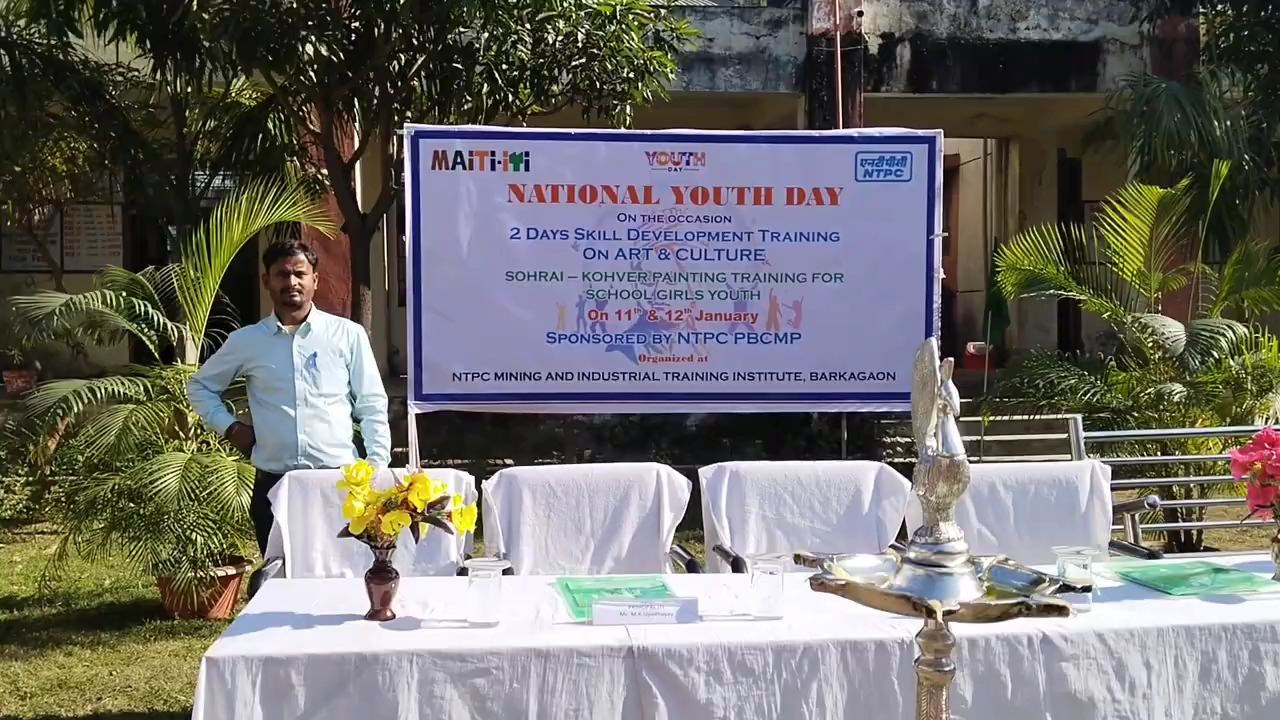 MAiTi-iTi
YOUTH
DAY
एनटीपीसी
NTPC
NATIONAL YOUTH DAY
ON THE OCCASION
2 DAYS SKILL DEVELOPMENT TRAINING
ON ART & CULTURE
SOHRAI – KOHVER PAINTING TRAINING FOR
SCHOOL GIRLS YOUTH
On 11th & 12th January
SPONSORED BY NTPC PBCMP
Organized at
NTPC MINING AND INDUSTRIAL TRAINING INSTITUTE, BARKAGAON
Mr. M.K Upadhayay